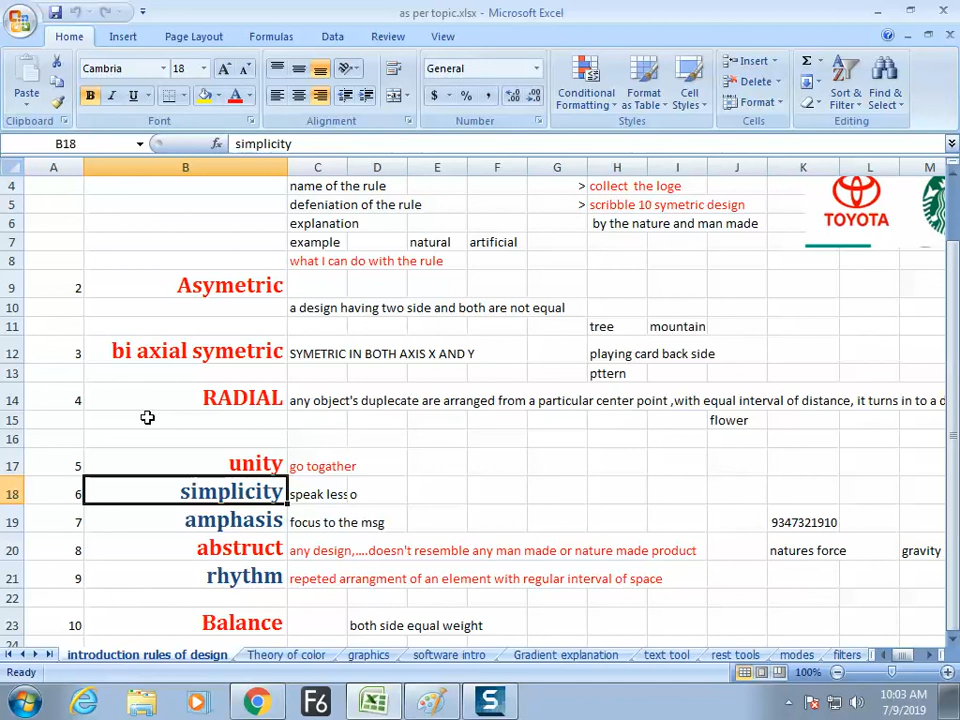 as per topic.xlsx - Microsoft Excel
Home Insert Page Layout Formulas Data Review View
Paste
Cambria 18 General
B I U A $ % ,
Conditional Formatting Format as Table Cell Styles
Insert Delete Format
Sort & Filter Find & Select
Clipboard Font Alignment Number Styles Cells Editing
B18 fx simplicity
A B C D E F G H I J K L M
4 name of the rule > collect the loge
5 defeniation of the rule > scribble 10 symetric design
TOYOTA
6 explanation by the nature and man made
7 example natural artificial
8 what I can do with the rule
9 2 Asymetric
10 a design having two side and both are not equal
11 tree mountain
12 3 bi axial symetric SYMETRIC IN BOTH AXIS X AND Y playing card back side
13 pttern
14 4 RADIAL any object's duplecate are arranged from a particular center point ,with equal interval of distance, it turns in to a d
15 flower
16
17 5 unity go togather
18 6 simplicity speak less o
19 7 amphasis focus to the msg 9347321910
20 8 abstruct any design,....doesn't resemble any man made or nature made product natures force gravity
21 9 rhythm repeted arrangment of an element with regular interval of space
22
23 10 Balance both side equal weight
24
introduction rules of design Theory of color graphics software intro Gradient explanation text tool rest tools modes filters
Ready 100%
F6 S 10:03 AM
7/9/2019